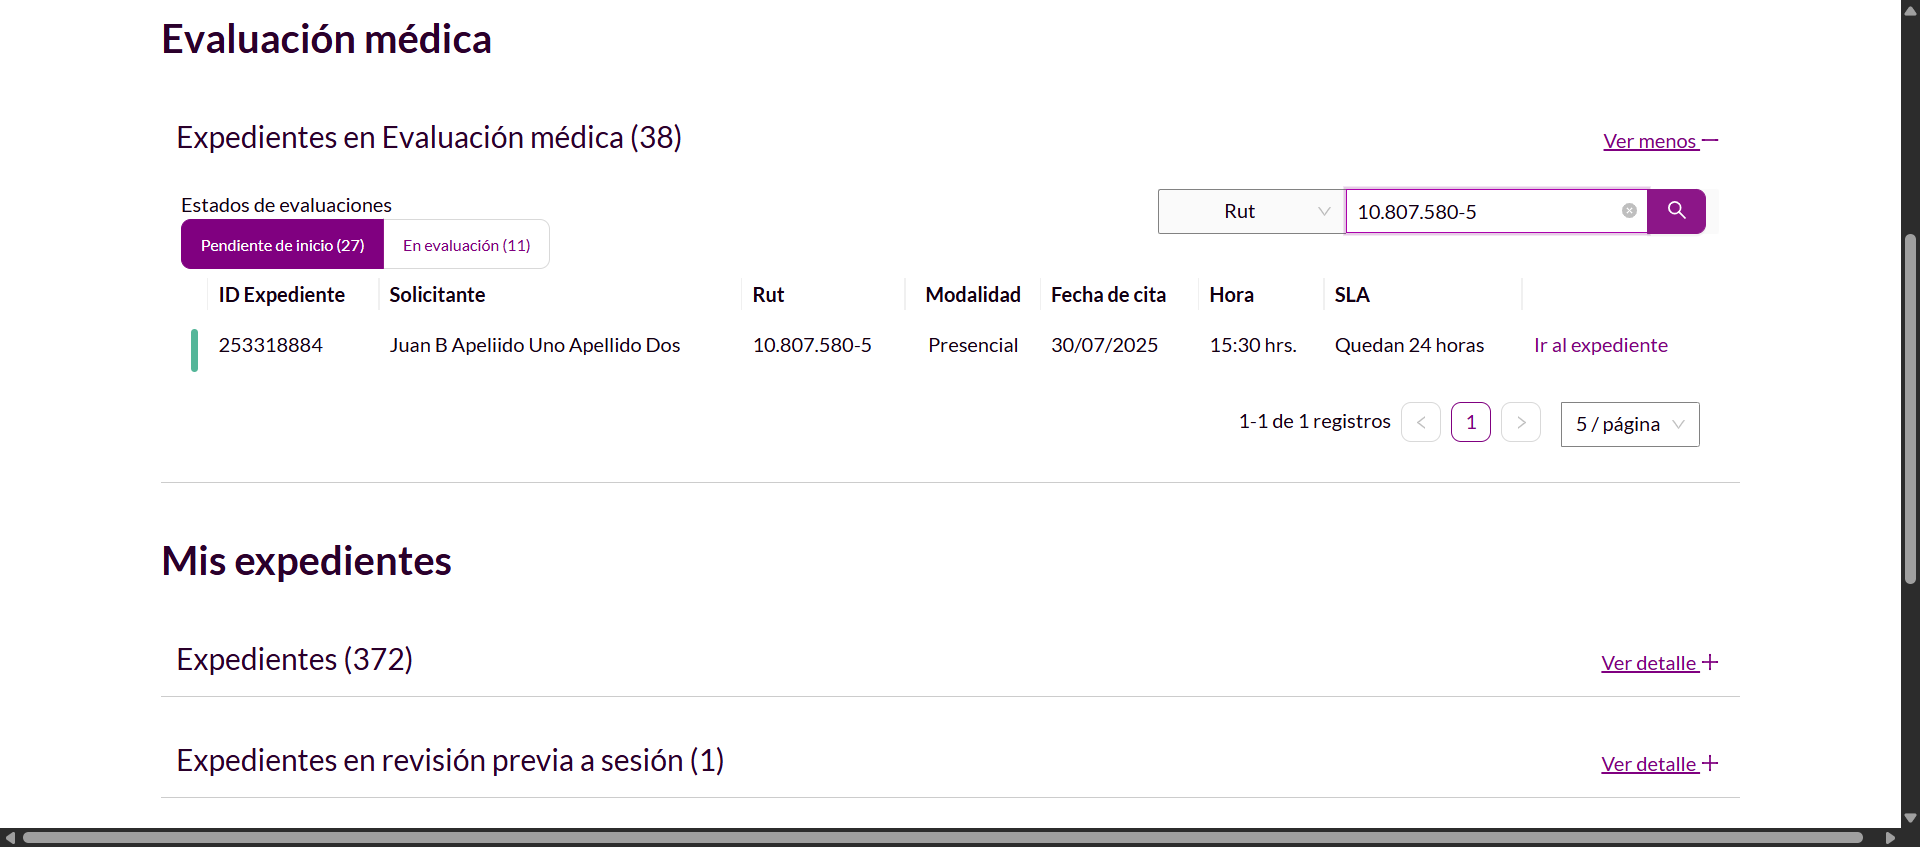 Evaluación médica
Expedientes en Evaluación médica (38)
Ver menos
Estados de evaluaciones
Rut
10.807.580-5
Pendiente de inicio (27)
En evaluación (11)
ID Expediente Solicitante Rut Modalidad Fecha de cita Hora SLA
253318884 Juan B Apeliido Uno Apellido Dos 10.807.580-5 Presencial 30/07/2025 15:30 hrs. Quedan 24 horas Ir al expediente
1-1 de 1 registros < 1 > 5 / página
Mis expedientes
Expedientes (372)
Ver detalle +
Expedientes en revisión previa a sesión (1)
Ver detalle +